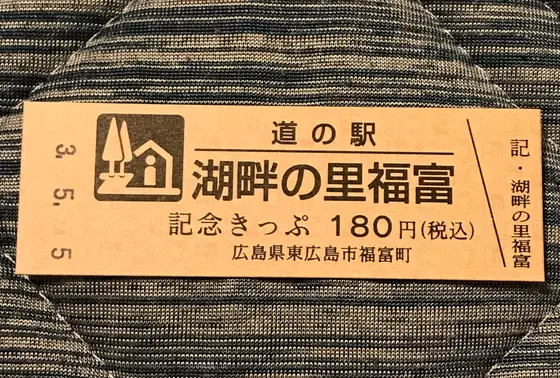 道の駅
湖畔の里福富
記念きっぷ 180円(税込)
広島県東広島市福富町
3. 5. -5
記・湖畔の里福富